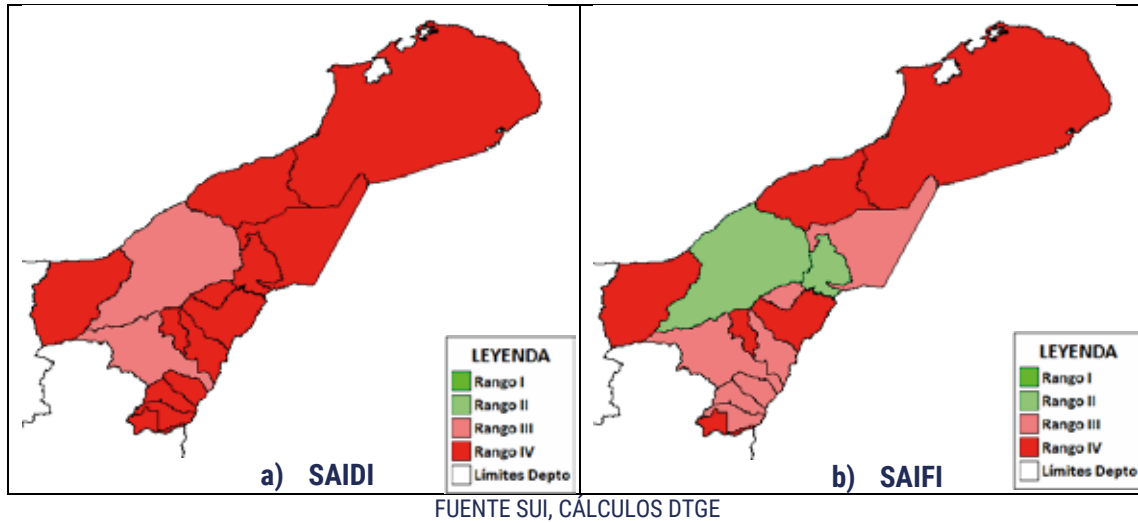 LEYENDA
Rango I
Rango II
Rango III
Rango IV
Límites Depto
a) SAIDI
LEYENDA
Rango I
Rango II
Rango III
Rango IV
Límites Depto
b) SAIFI
FUENTE SUI, CÁLCULOS DTGE